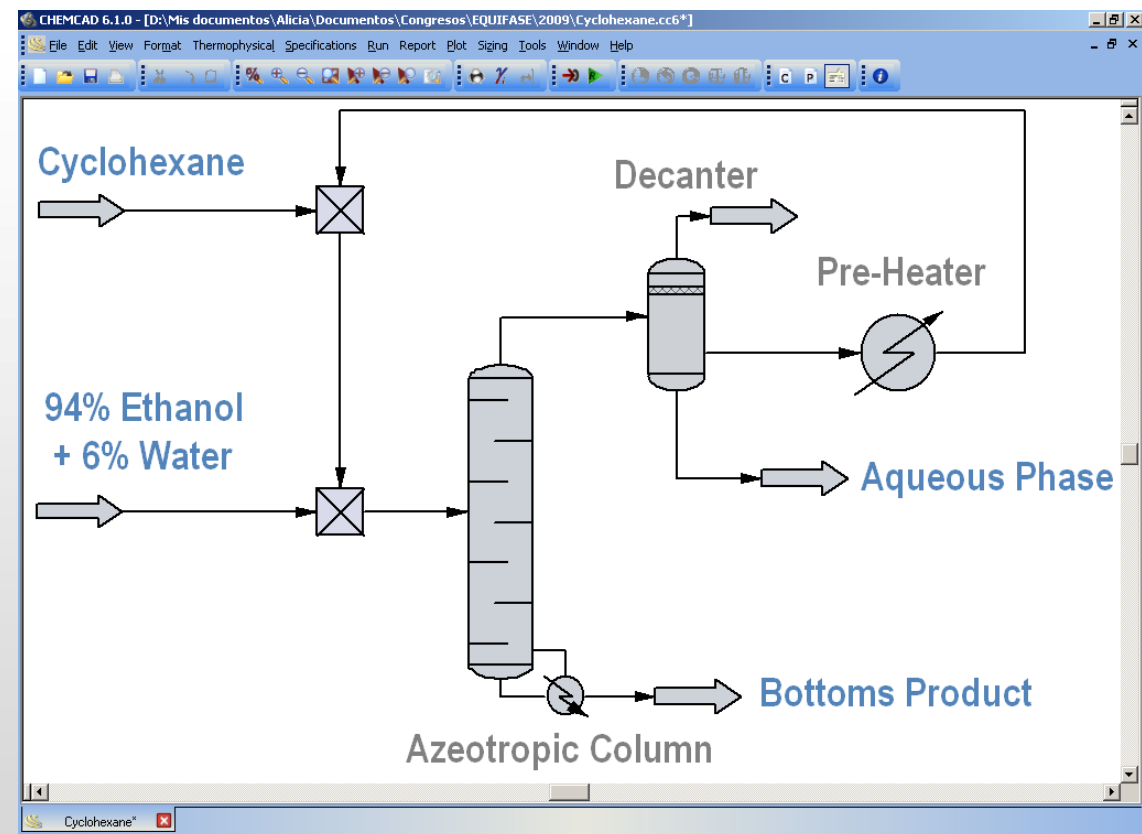 CHEMCAD 6.1.0 - [D:\Mis documentos\Alicia\Documentos\Congresos\EQUIFASE\2009\Cyclohexane.cc6*]
File Edit View Format Thermophysical Specifications Run Report Plot Sizing Tools Window Help
C P
Cyclohexane
Decanter
Pre-Heater
94% Ethanol
+ 6% Water
Aqueous Phase
Bottoms Product
Azeotropic Column
Cyclohexane*